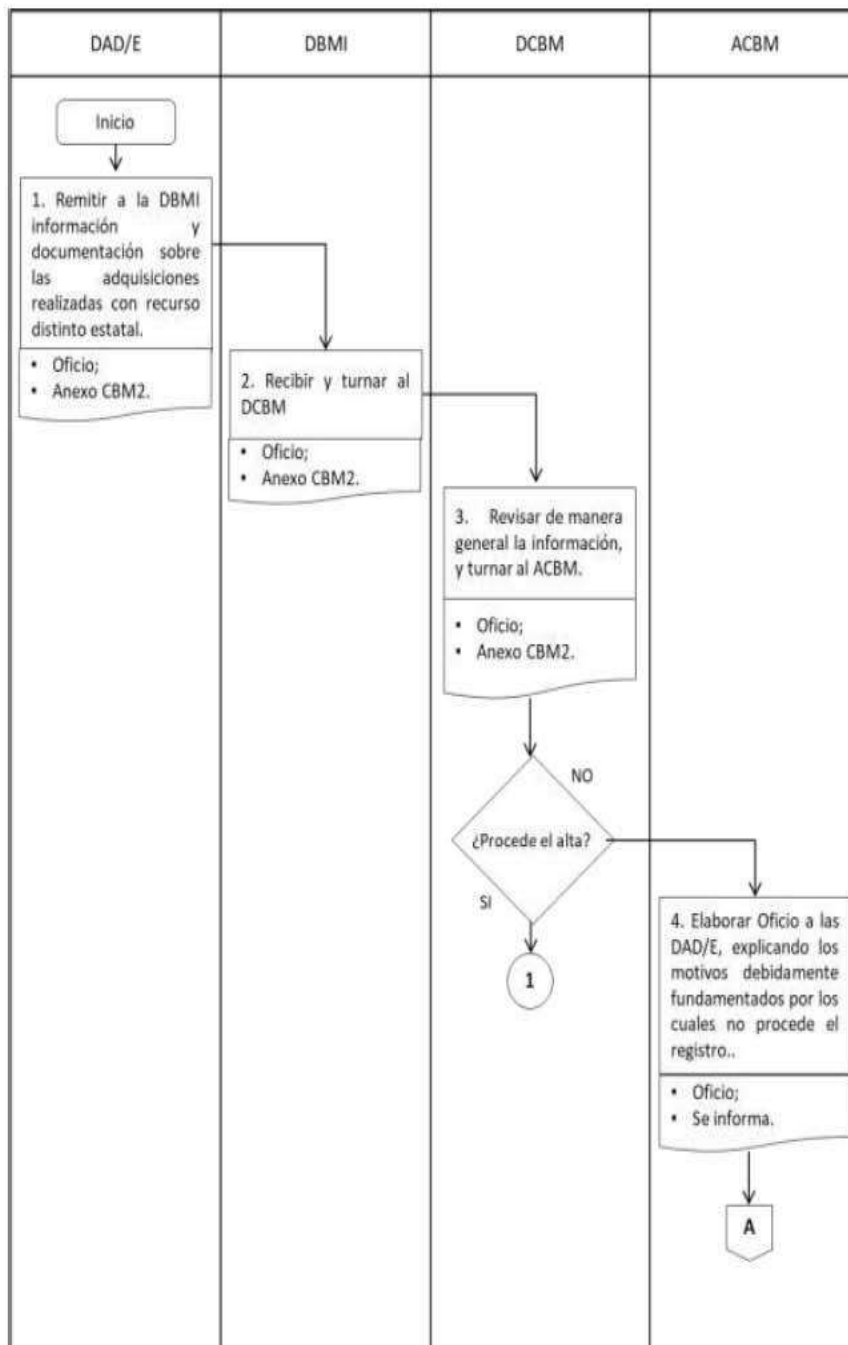 DAD/E
DBMI
DCBM
ACBM
Inicio
1. Remitir a la DBMI
información y
documentación sobre
las adquisiciones
realizadas con recurso
distinto estatal.
• Oficio;
• Anexo CBM2.
2. Recibir y turnar al
DCBM
• Oficio;
• Anexo CBM2.
3. Revisar de manera
general la información,
y turnar al ACBM.
• Oficio;
• Anexo CBM2.
NO
¿Procede el alta?
SI
1
4. Elaborar Oficio a las
DAD/E, explicando los
motivos debidamente
fundamentados por los
cuales no procede el
registro..
• Oficio;
• Se informa.
A